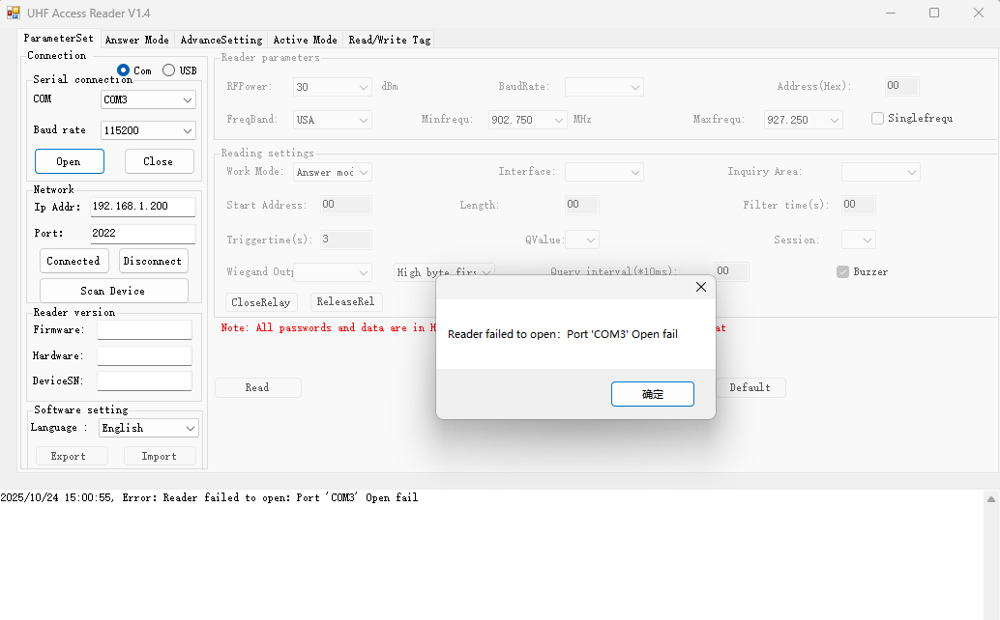 UHF Access Reader V1.4
ParameterSet Answer Mode AdvanceSetting Active Mode Read/Write Tag
Connection
Com USB
Serial connection
COM COM3
Baud rate 115200
Open Close
Network
Ip Addr: 192.168.1.200
Port: 2022
Connected Disconnect
Scan Device
Reader version
Firmware:
Hardware:
DeviceSN:
Software setting
Language : English
Export Import
Reader parameters
RFPower: 30 dBm BaudRate: Address(Hex): 00
FreqBand: USA Minfrequ: 902.750 MHz Maxfrequ: 927.250 Singlefrequ
Reading settings
Work Mode: Answer mod Interface: Inquiry Area:
Start Address: 00 Length: 00 Filter time(s): 00
Triggertime(s): 3 QValue: Session:
Wiegand Outp High byte firs Query interval(*10ms): 00 Buzzer
CloseRelay ReleaseRel
Note: All passwords and data are in H at
Read Default
Reader failed to open: Port 'COM3' Open fail
确定
2025/10/24 15:00:55, Error: Reader failed to open: Port 'COM3' Open fail